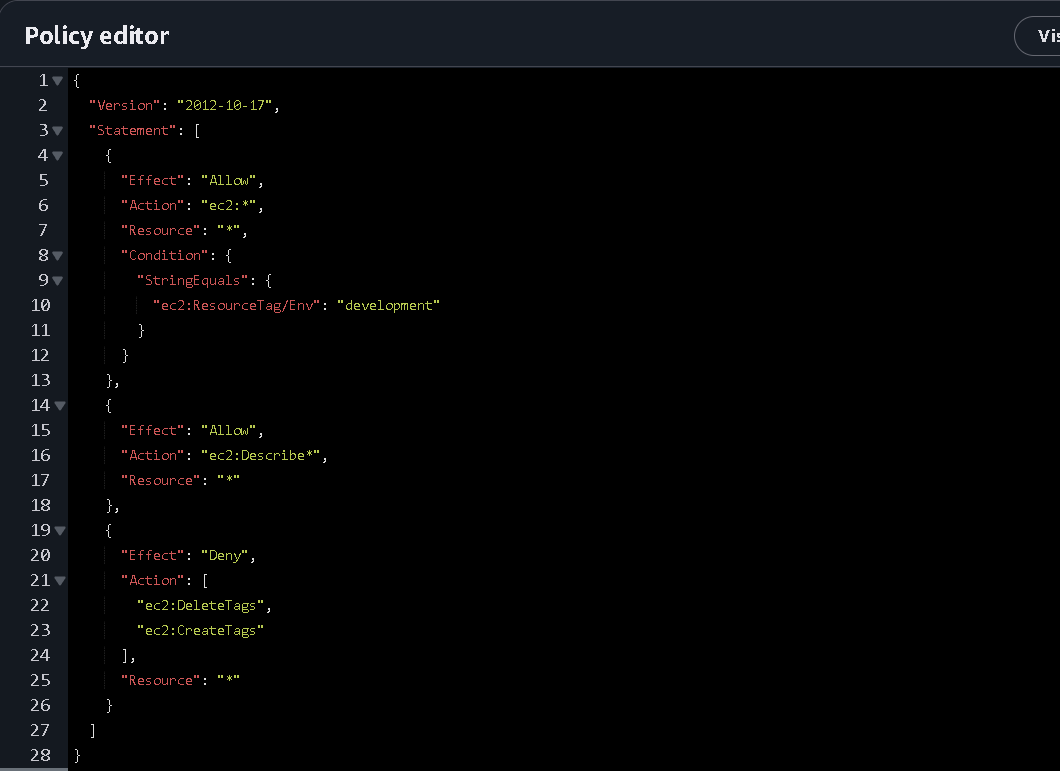 Policy editor
Vis
1 {
2   "Version": "2012-10-17",
3   "Statement": [
4     {
5       "Effect": "Allow",
6       "Action": "ec2:*",
7       "Resource": "*",
8       "Condition": {
9         "StringEquals": {
10           "ec2:ResourceTag/Env": "development"
11         }
12       }
13     },
14     {
15       "Effect": "Allow",
16       "Action": "ec2:Describe*",
17       "Resource": "*"
18     },
19     {
20       "Effect": "Deny",
21       "Action": [
22         "ec2:DeleteTags",
23         "ec2:CreateTags"
24       ],
25       "Resource": "*"
26     }
27   ]
28 }